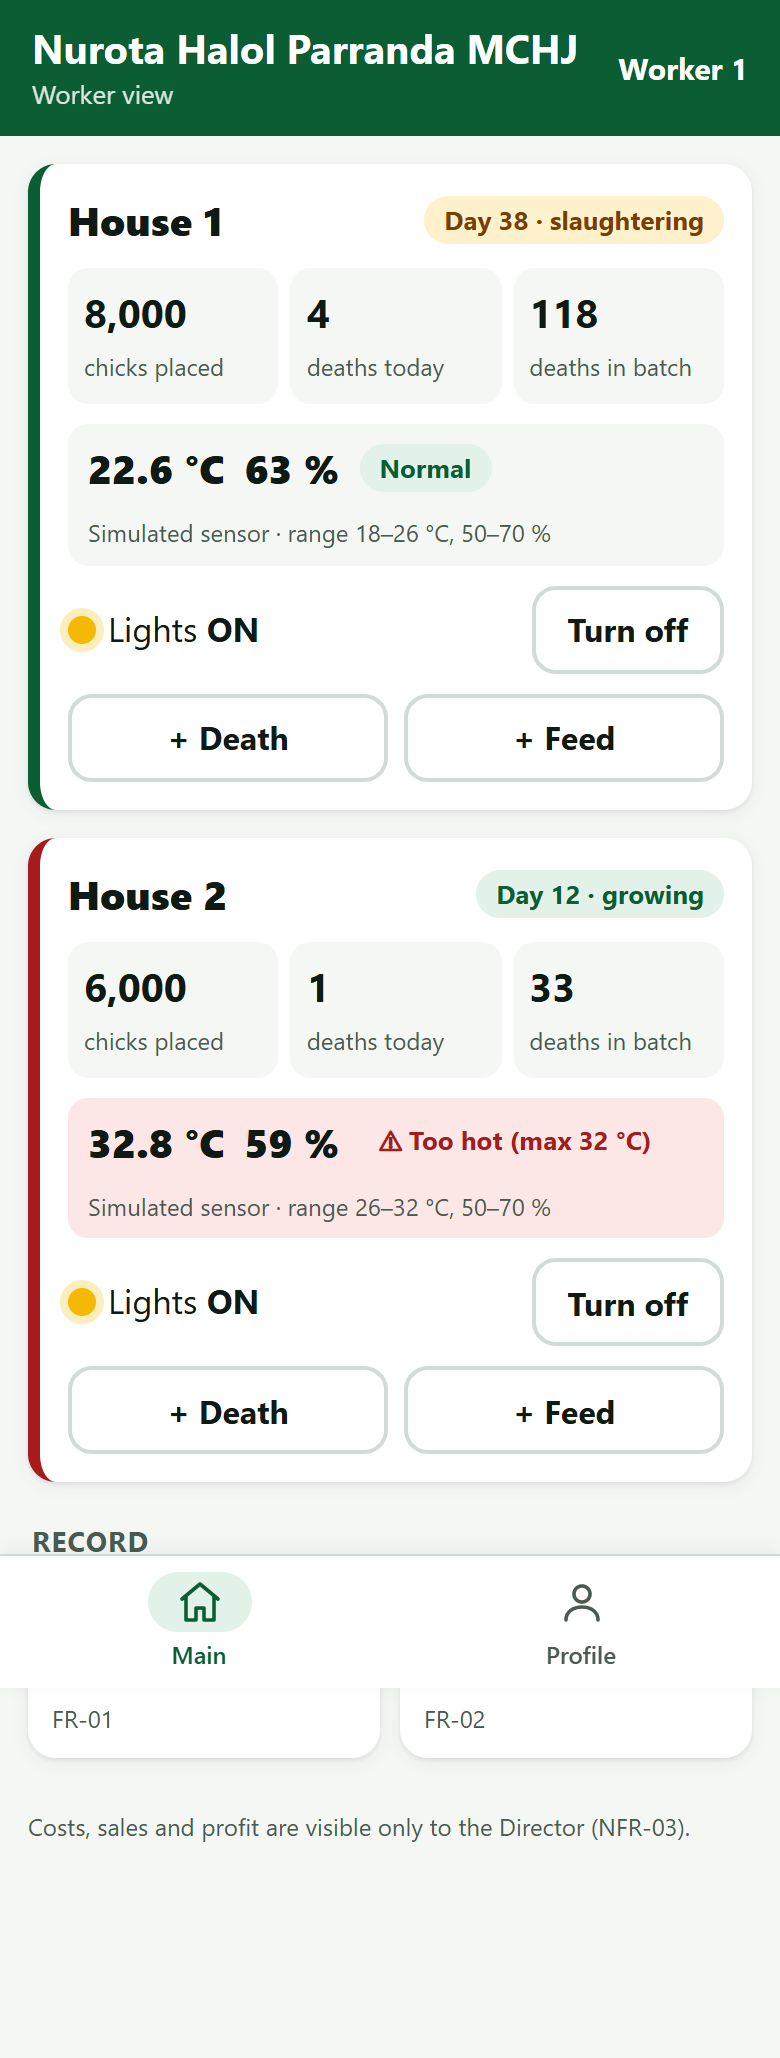 Nurota Halol Parranda MCHJ
Worker view
Worker 1
House 1
Day 38 · slaughtering
8,000
chicks placed
4
deaths today
118
deaths in batch
22.6 °C 63 %
Normal
Simulated sensor · range 18–26 °C, 50–70 %
Lights ON
Turn off
+ Death
+ Feed
House 2
Day 12 · growing
6,000
chicks placed
1
deaths today
33
deaths in batch
32.8 °C 59 %
⚠ Too hot (max 32 °C)
Simulated sensor · range 26–32 °C, 50–70 %
Lights ON
Turn off
+ Death
+ Feed
RECORD
Main
Profile
FR-01
FR-02
Costs, sales and profit are visible only to the Director (NFR-03).